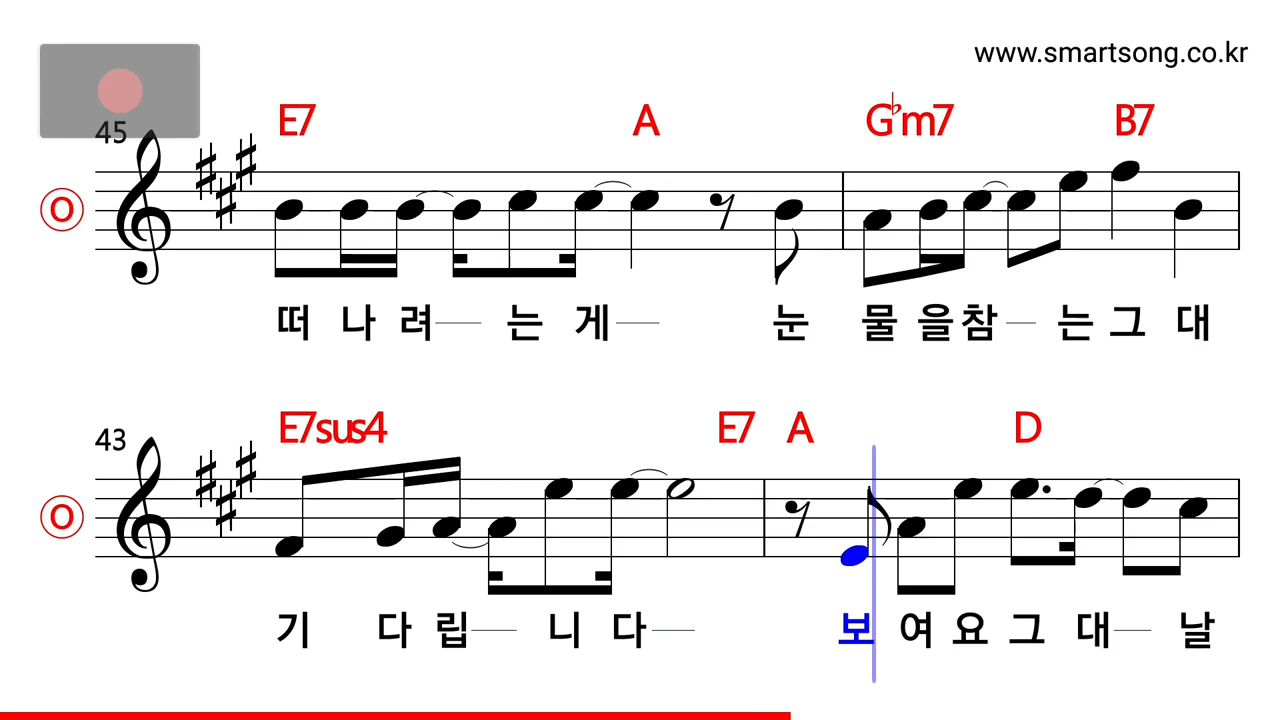 www.smartsong.co.kr
45
E7 A G♭m7 B7
O
떠 나 려 는 게 눈 물 을 참 는 그 대
43
E7sus4 E7 A D
O
기 다 립 니 다 보 여 요 그 대 날